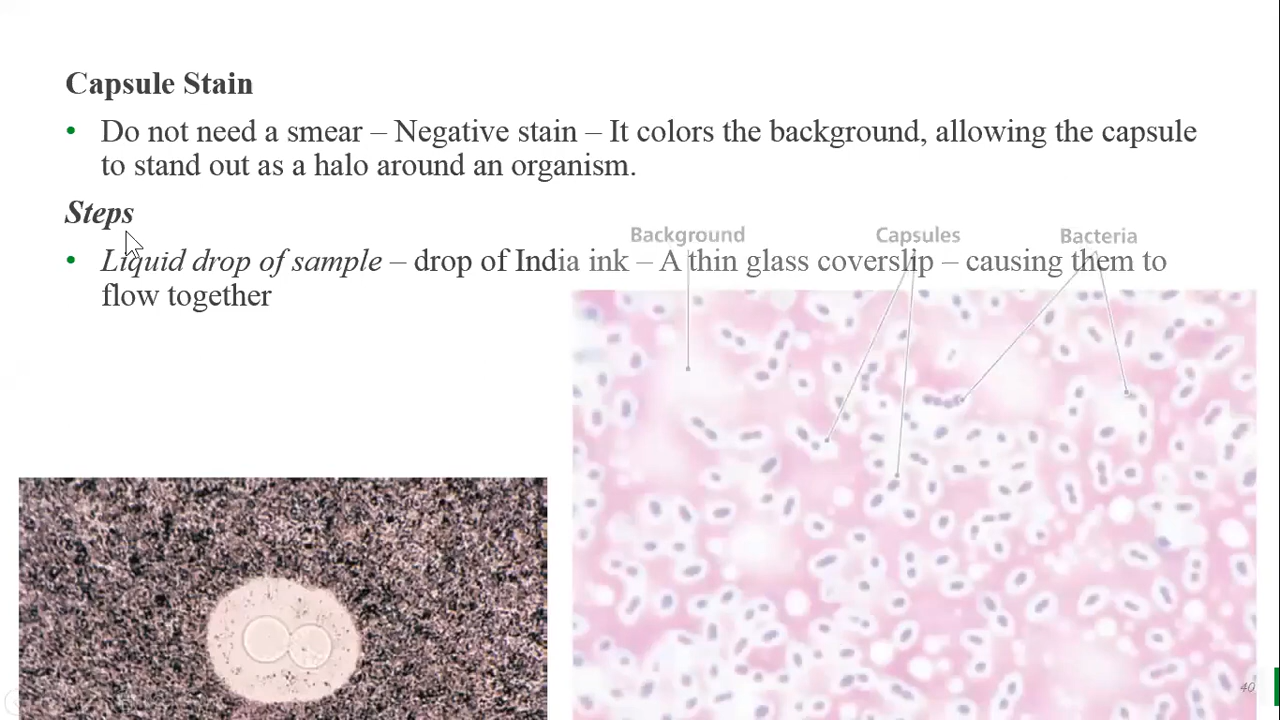 Capsule Stain
• Do not need a smear – Negative stain – It colors the background, allowing the capsule
to stand out as a halo around an organism.
Steps
Background Capsules Bacteria
• Liquid drop of sample – drop of India ink – A thin glass coverslip – causing them to
flow together
40